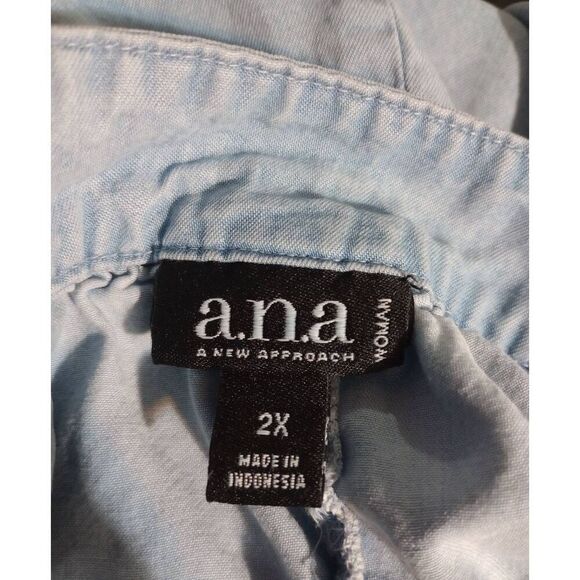 a.n.a
A NEW APPROACH
WOMAN
2X
MADE IN
INDONESIA